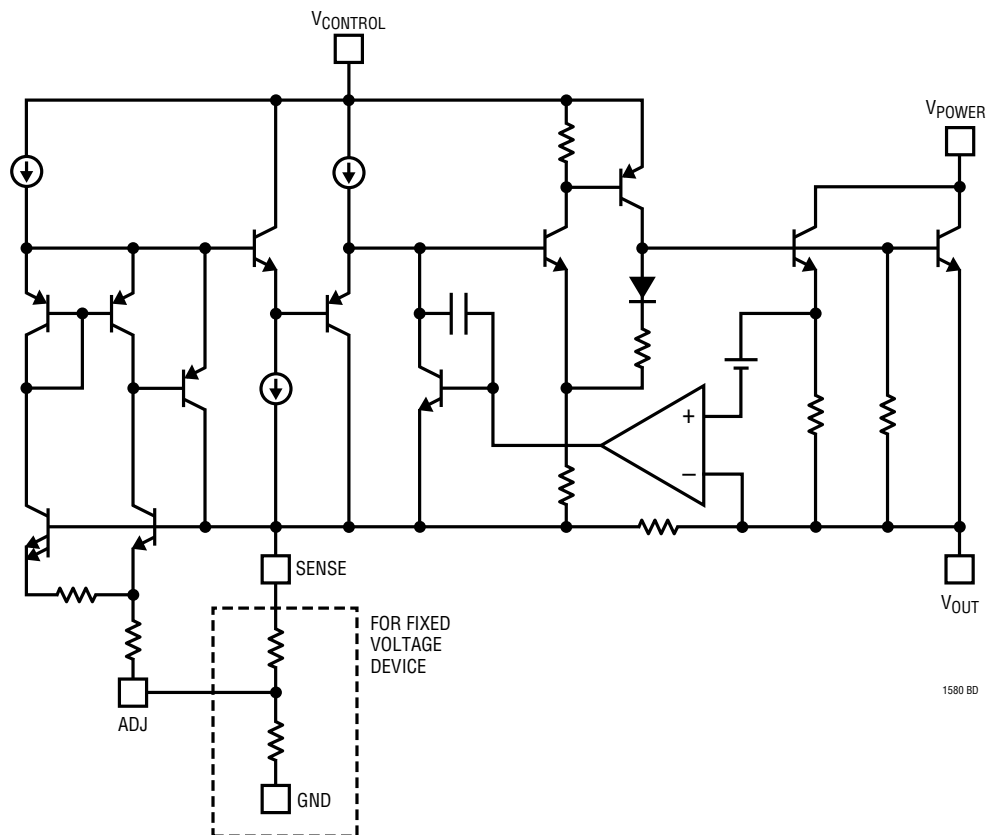 VCONTROL
VPOWER
+
–
SENSE
VOUT
FOR FIXED
VOLTAGE
DEVICE
1580 BD
ADJ
GND